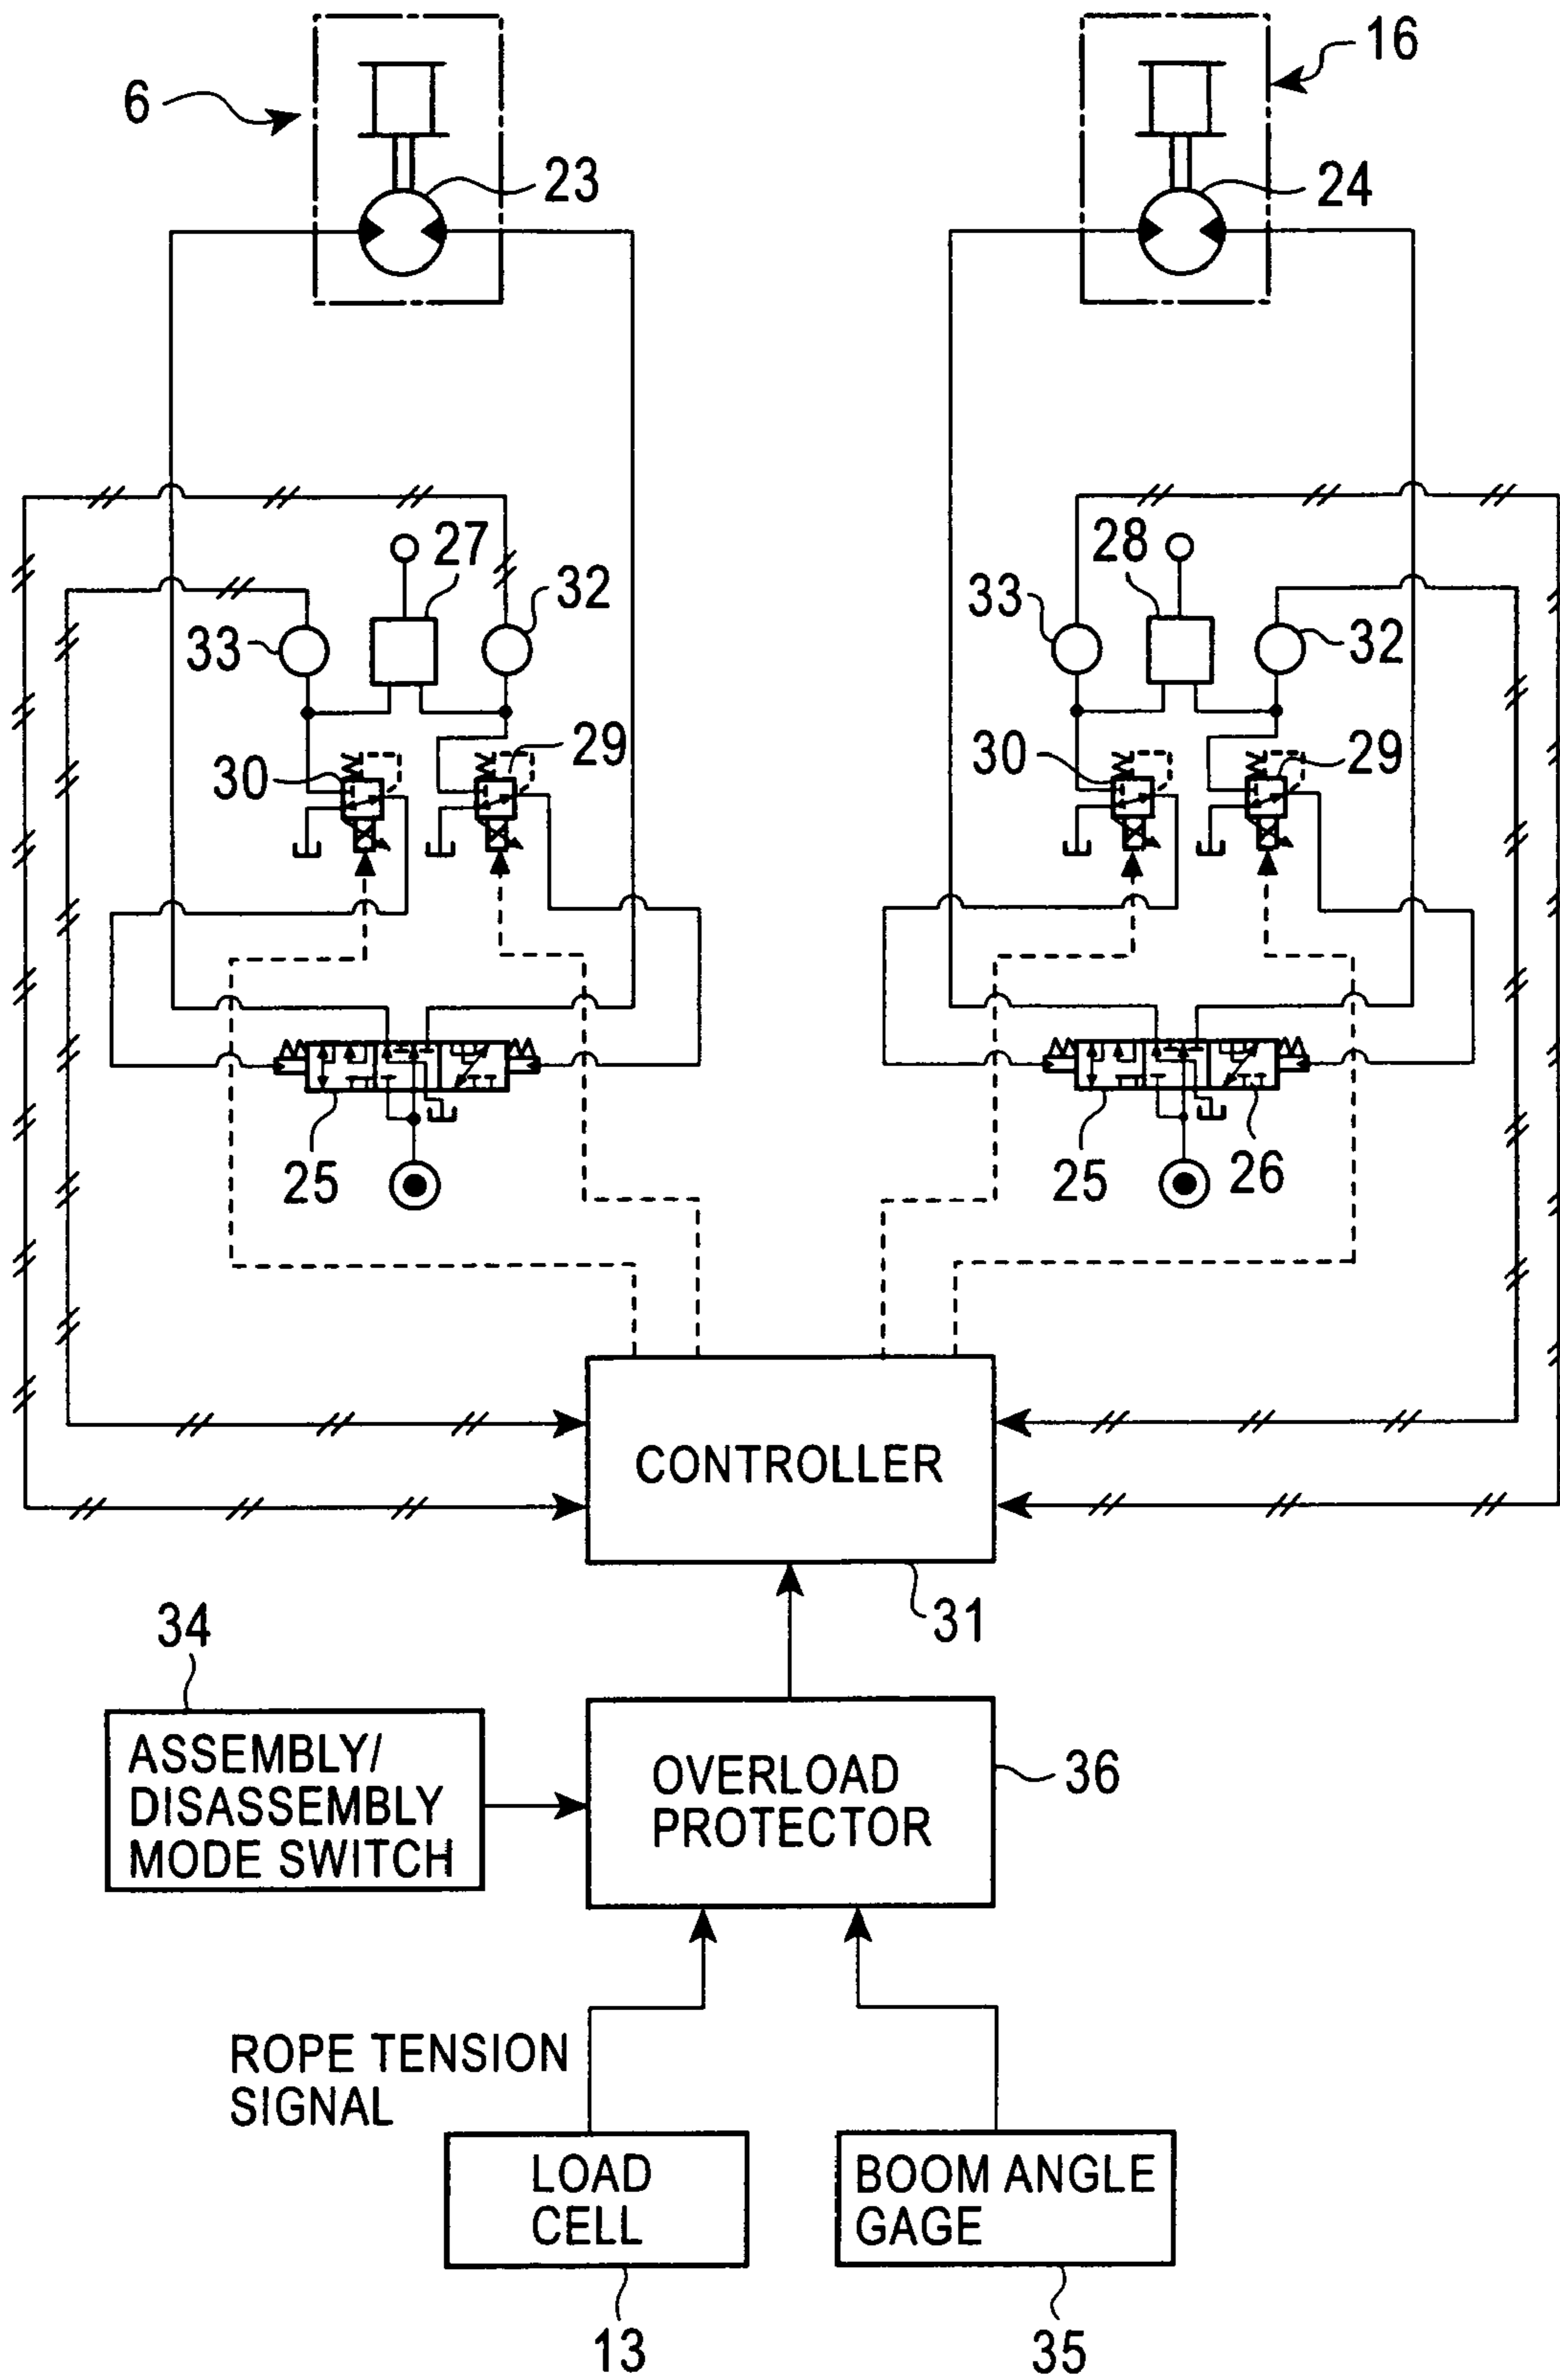 6
16
23
24
27
32
33
28
33
32
30
29
30
29
25
25
26
CONTROLLER
31
34
ASSEMBLY/
DISASSEMBLY
MODE SWITCH
OVERLOAD
PROTECTOR
36
ROPE TENSION
SIGNAL
LOAD
CELL
BOOM ANGLE
GAGE
13
35